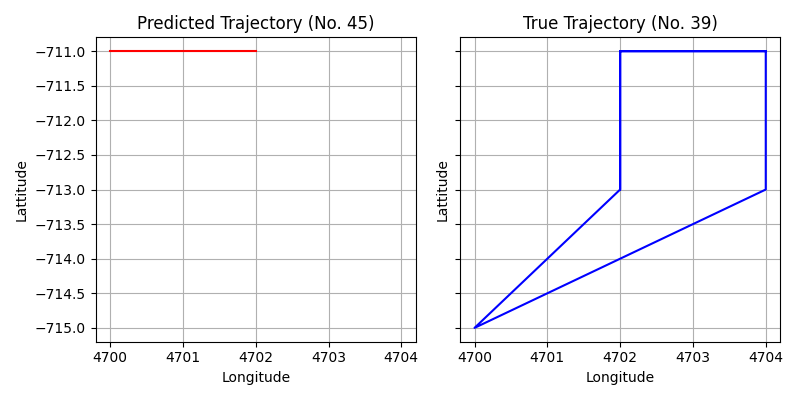 Predicted Trajectory (No. 45)
−711.0
−711.5
−712.0
−712.5
−713.0
−713.5
−714.0
−714.5
−715.0
Lattitude
4700 4701 4702 4703 4704
Longitude
True Trajectory (No. 39)
Lattitude
4700 4701 4702 4703 4704
Longitude